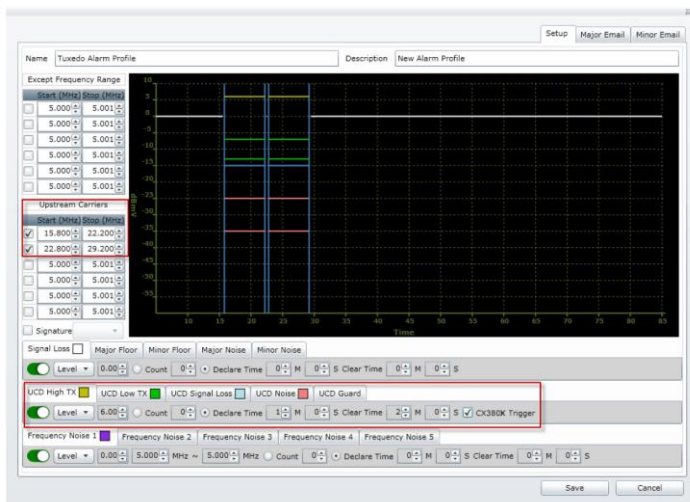 Setup Major Email Minor Email
Name Tuxedo Alarm Profile Description New Alarm Profile
Except Frequency Range
Start (MHz) Stop (MHz)
5.000 5.001
5.000 5.001
5.000 5.001
5.000 5.001
5.000 5.001
5.000 5.001
Upstream Carriers
Start (MHz) Stop (MHz)
15.800 22.200
22.800 29.200
5.000 5.001
5.000 5.001
5.000 5.001
5.000 5.001
Signature
10
5
0
-5
-10
-15
-20
-25
-30
-35
-40
-45
-50
-55
dBmV
10 15 20 25 30 35 40 45 50 55 60 65 70 75 80 85
Time
Signal Loss Major Floor Minor Floor Major Noise Minor Noise
Level 0.00 Count 0 Declare Time 0 M 0 S Clear Time 0 M 0 S
UCD High TX UCD Low TX UCD Signal Loss UCD Noise UCD Guard
Level 6.00 Count 0 Declare Time 1 M 0 S Clear Time 2 M 0 S CX380K Trigger
Frequency Noise 1 Frequency Noise 2 Frequency Noise 3 Frequency Noise 4 Frequency Noise 5
Level 0.00 5.000 MHz ~ 5.000 MHz Count 0 Declare Time 0 M 0 S Clear Time 0 M 0 S
Save Cancel